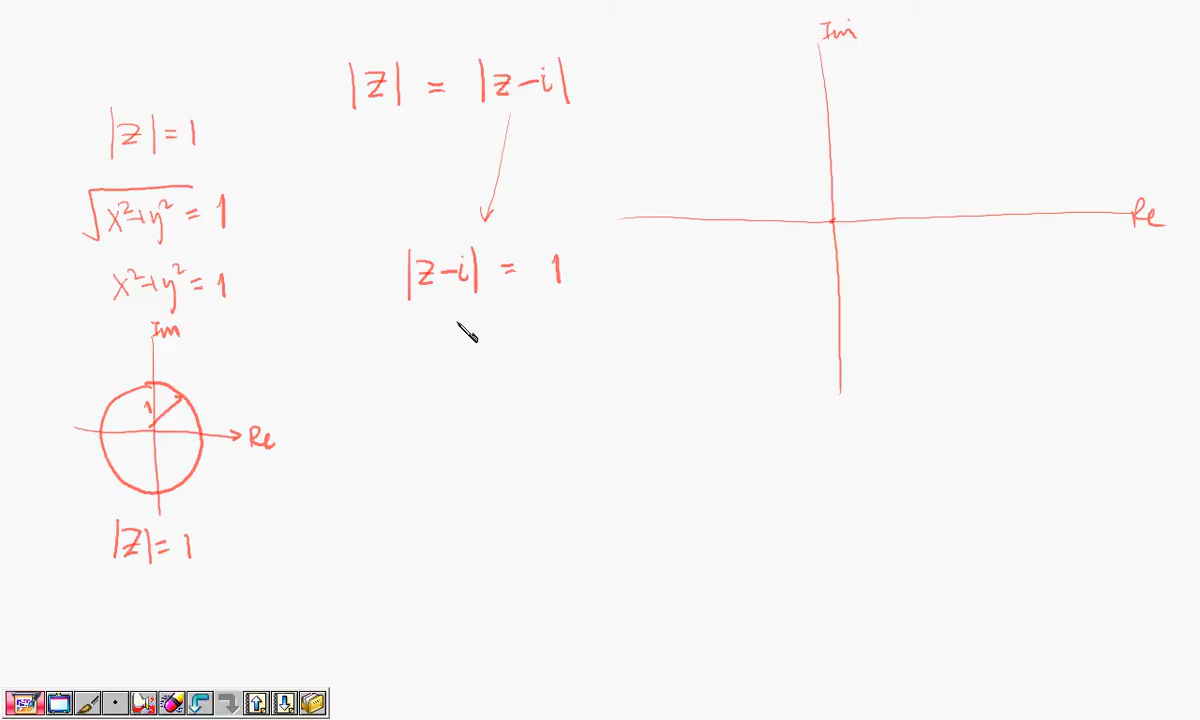 |z| = 1
√x²+y² = 1
x²+y² = 1
Im
1
Re
|z| = 1
|z| = |z-i|
|z-i| = 1
Im
Re